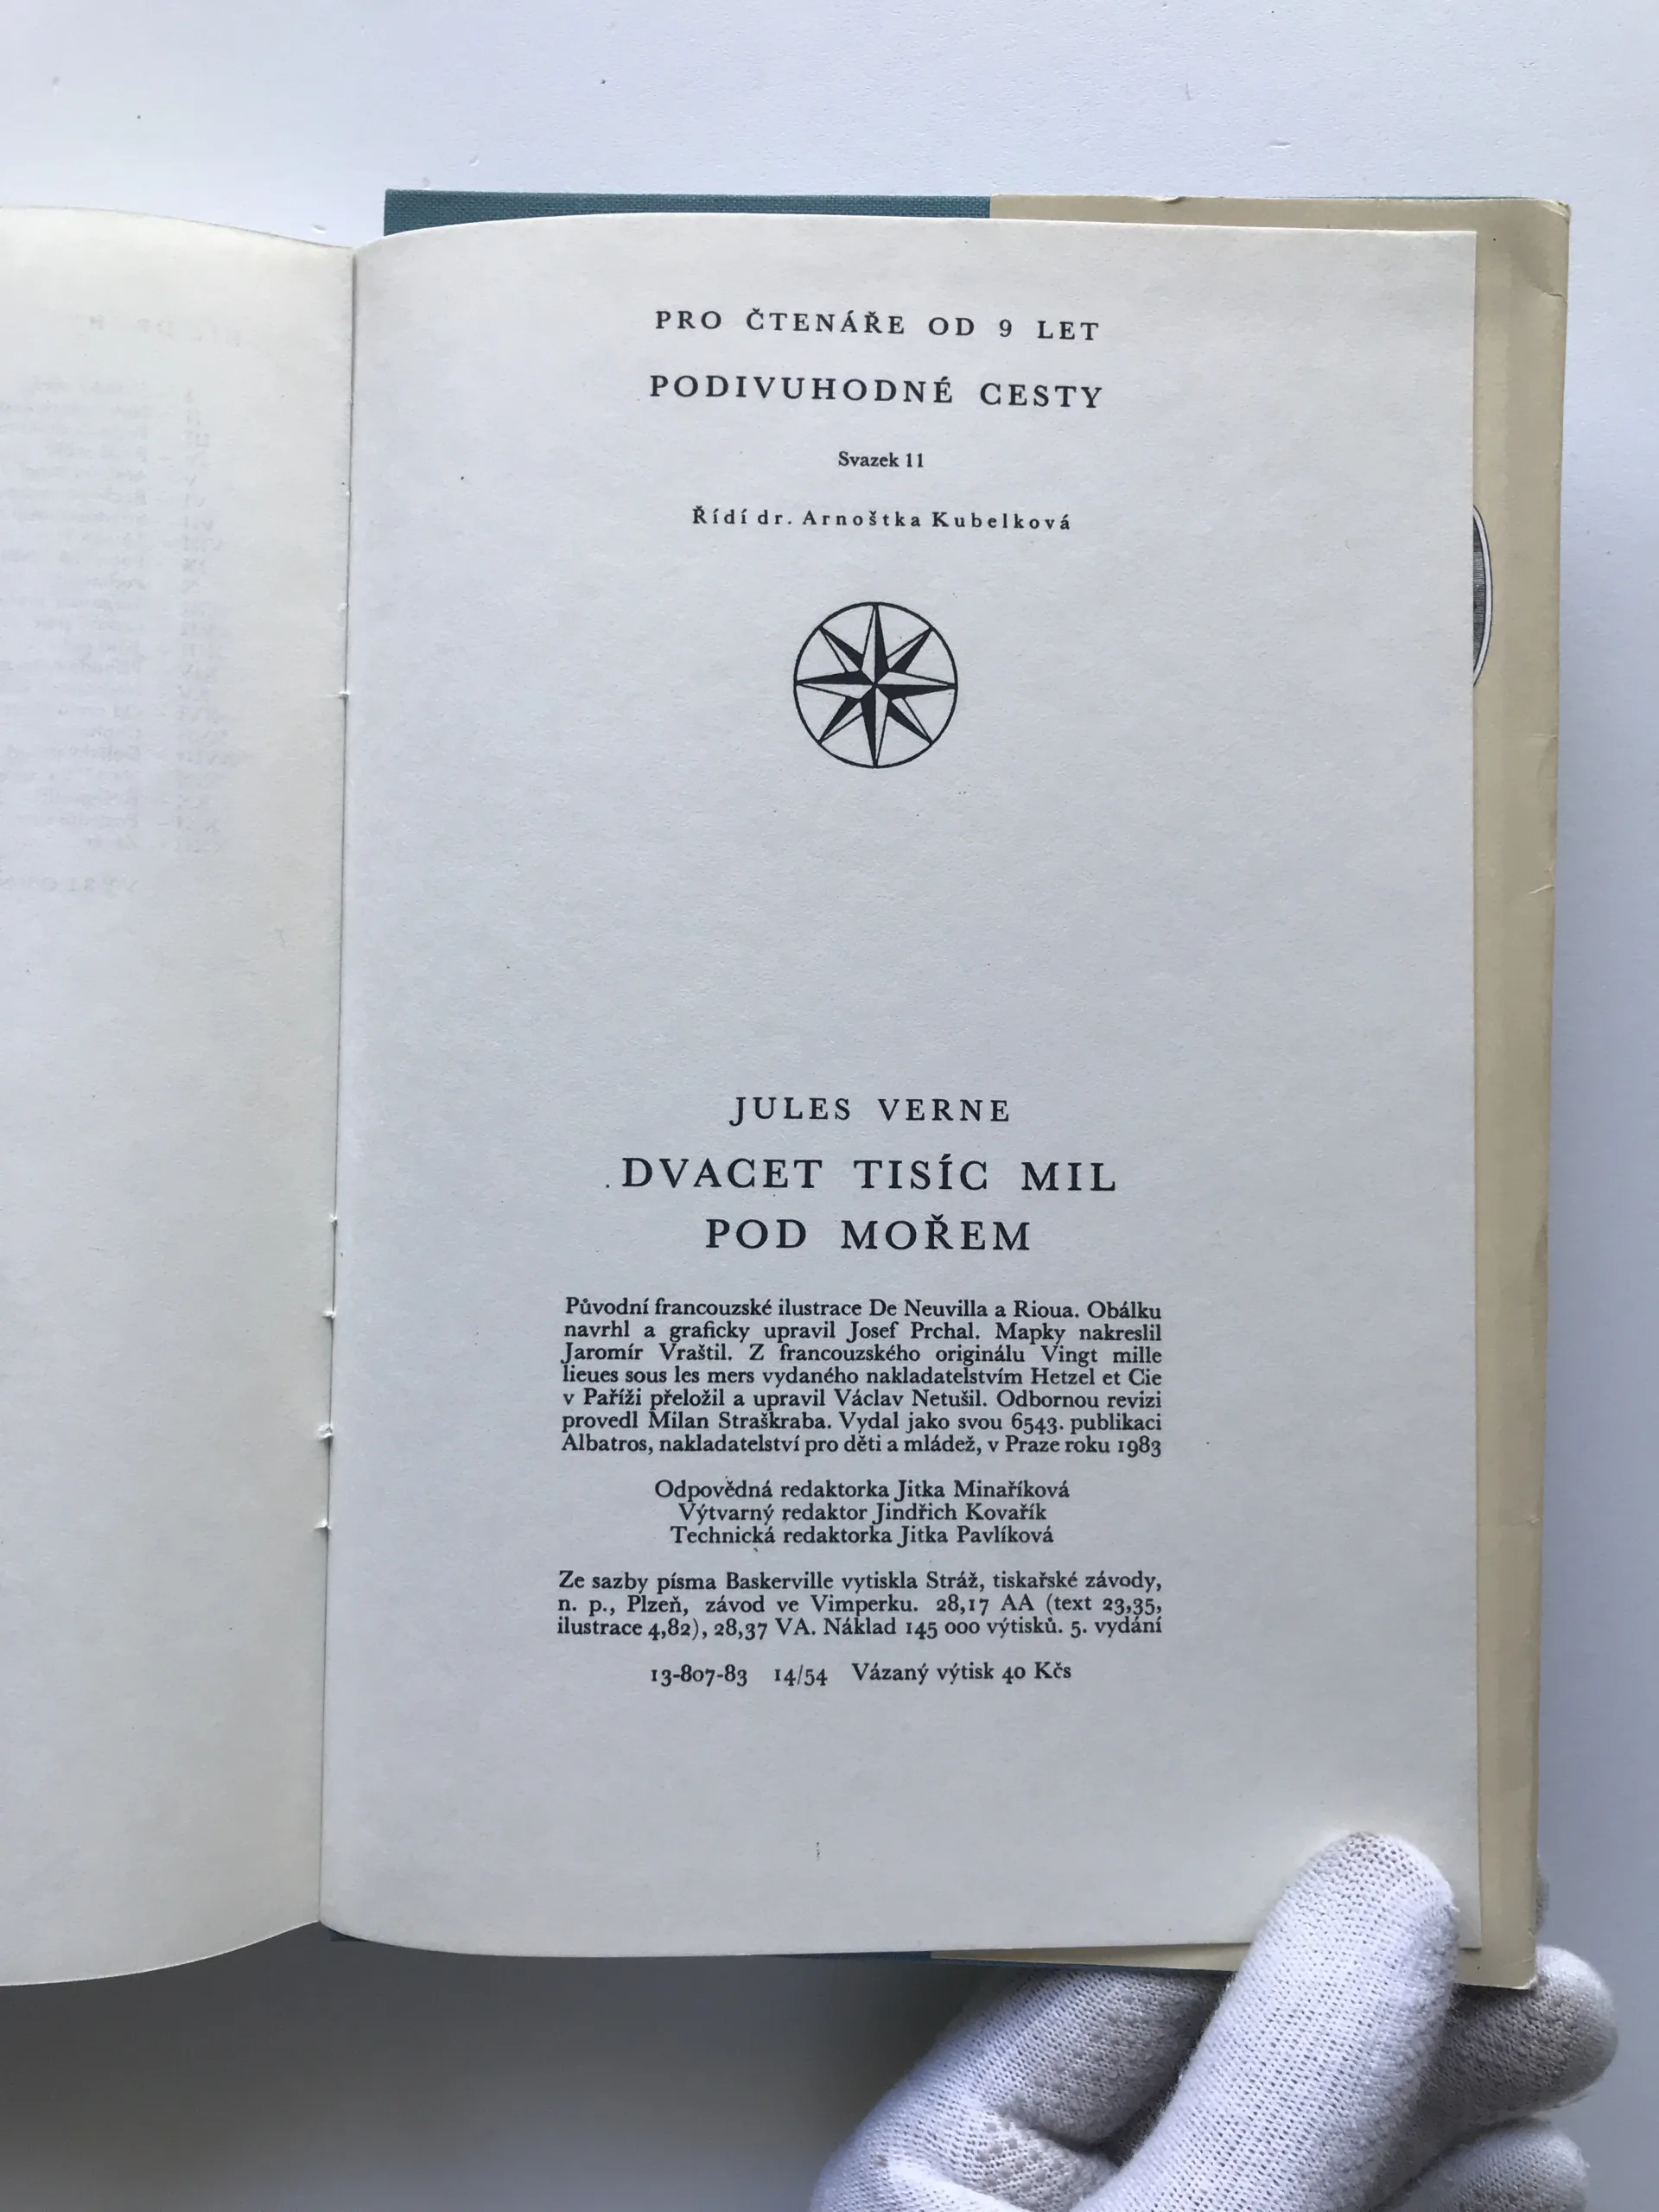 PRO ČTENÁŘE OD 9 LET
PODIVUHODNÉ CESTY
Svazek 11
Řídí dr. Arnoštka Kubelková
JULES VERNE
DVACET TISÍC MIL
POD MOŘEM
Původní francouzské ilustrace De Neuvilla a Rioua. Obálku
navrhl a graficky upravil Josef Prchal. Mapky nakreslil
Jaromír Vraštil. Z francouzského originálu Vingt mille
lieues sous les mers vydaného nakladatelstvím Hetzel et Cie
v Paříži přeložil a upravil Václav Netušil. Odbornou revizi
provedl Milan Straškraba. Vydal jako svou 6543. publikaci
Albatros, nakladatelství pro děti a mládež, v Praze roku 1983
Odpovědná redaktorka Jitka Minaříková
Výtvarný redaktor Jindřich Kovařík
Technická redaktorka Jitka Pavlíková
Ze sazby písma Baskerville vytiskla Stráž, tiskařské závody,
n. p., Plzeň, závod ve Vimperku. 28,17 AA (text 23,35,
ilustrace 4,82), 28,37 VA. Náklad 145 000 výtisků. 5. vydání
13-807-83 14/54 Vázaný výtisk 40 Kčs